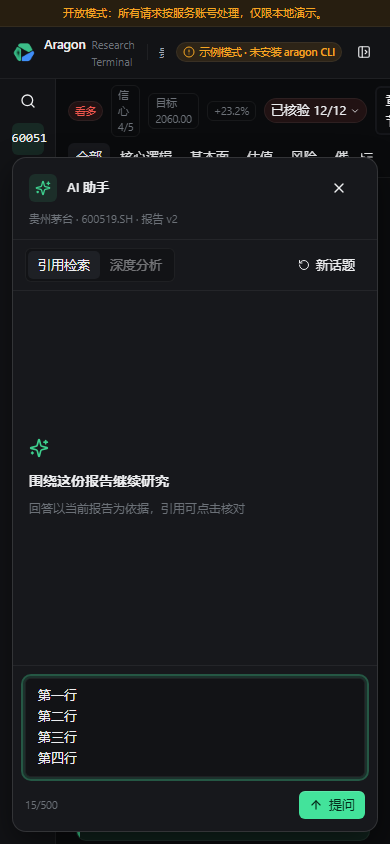 开放模式：所有请求按服务账号处理，仅限本地演示。
Aragon Research Terminal
示例模式 · 未安装 aragon CLI
60051
看多
信心 4/5
目标 2060.00
+23.2%
已核验 12/12
全部 核心逻辑 基本面 估值 风险 催
AI 助手
贵州茅台 · 600519.SH · 报告 v2
引用检索 深度分析 新话题
围绕这份报告继续研究
回答以当前报告为依据，引用可点击核对
第一行
第二行
第三行
第四行
15/500
提问